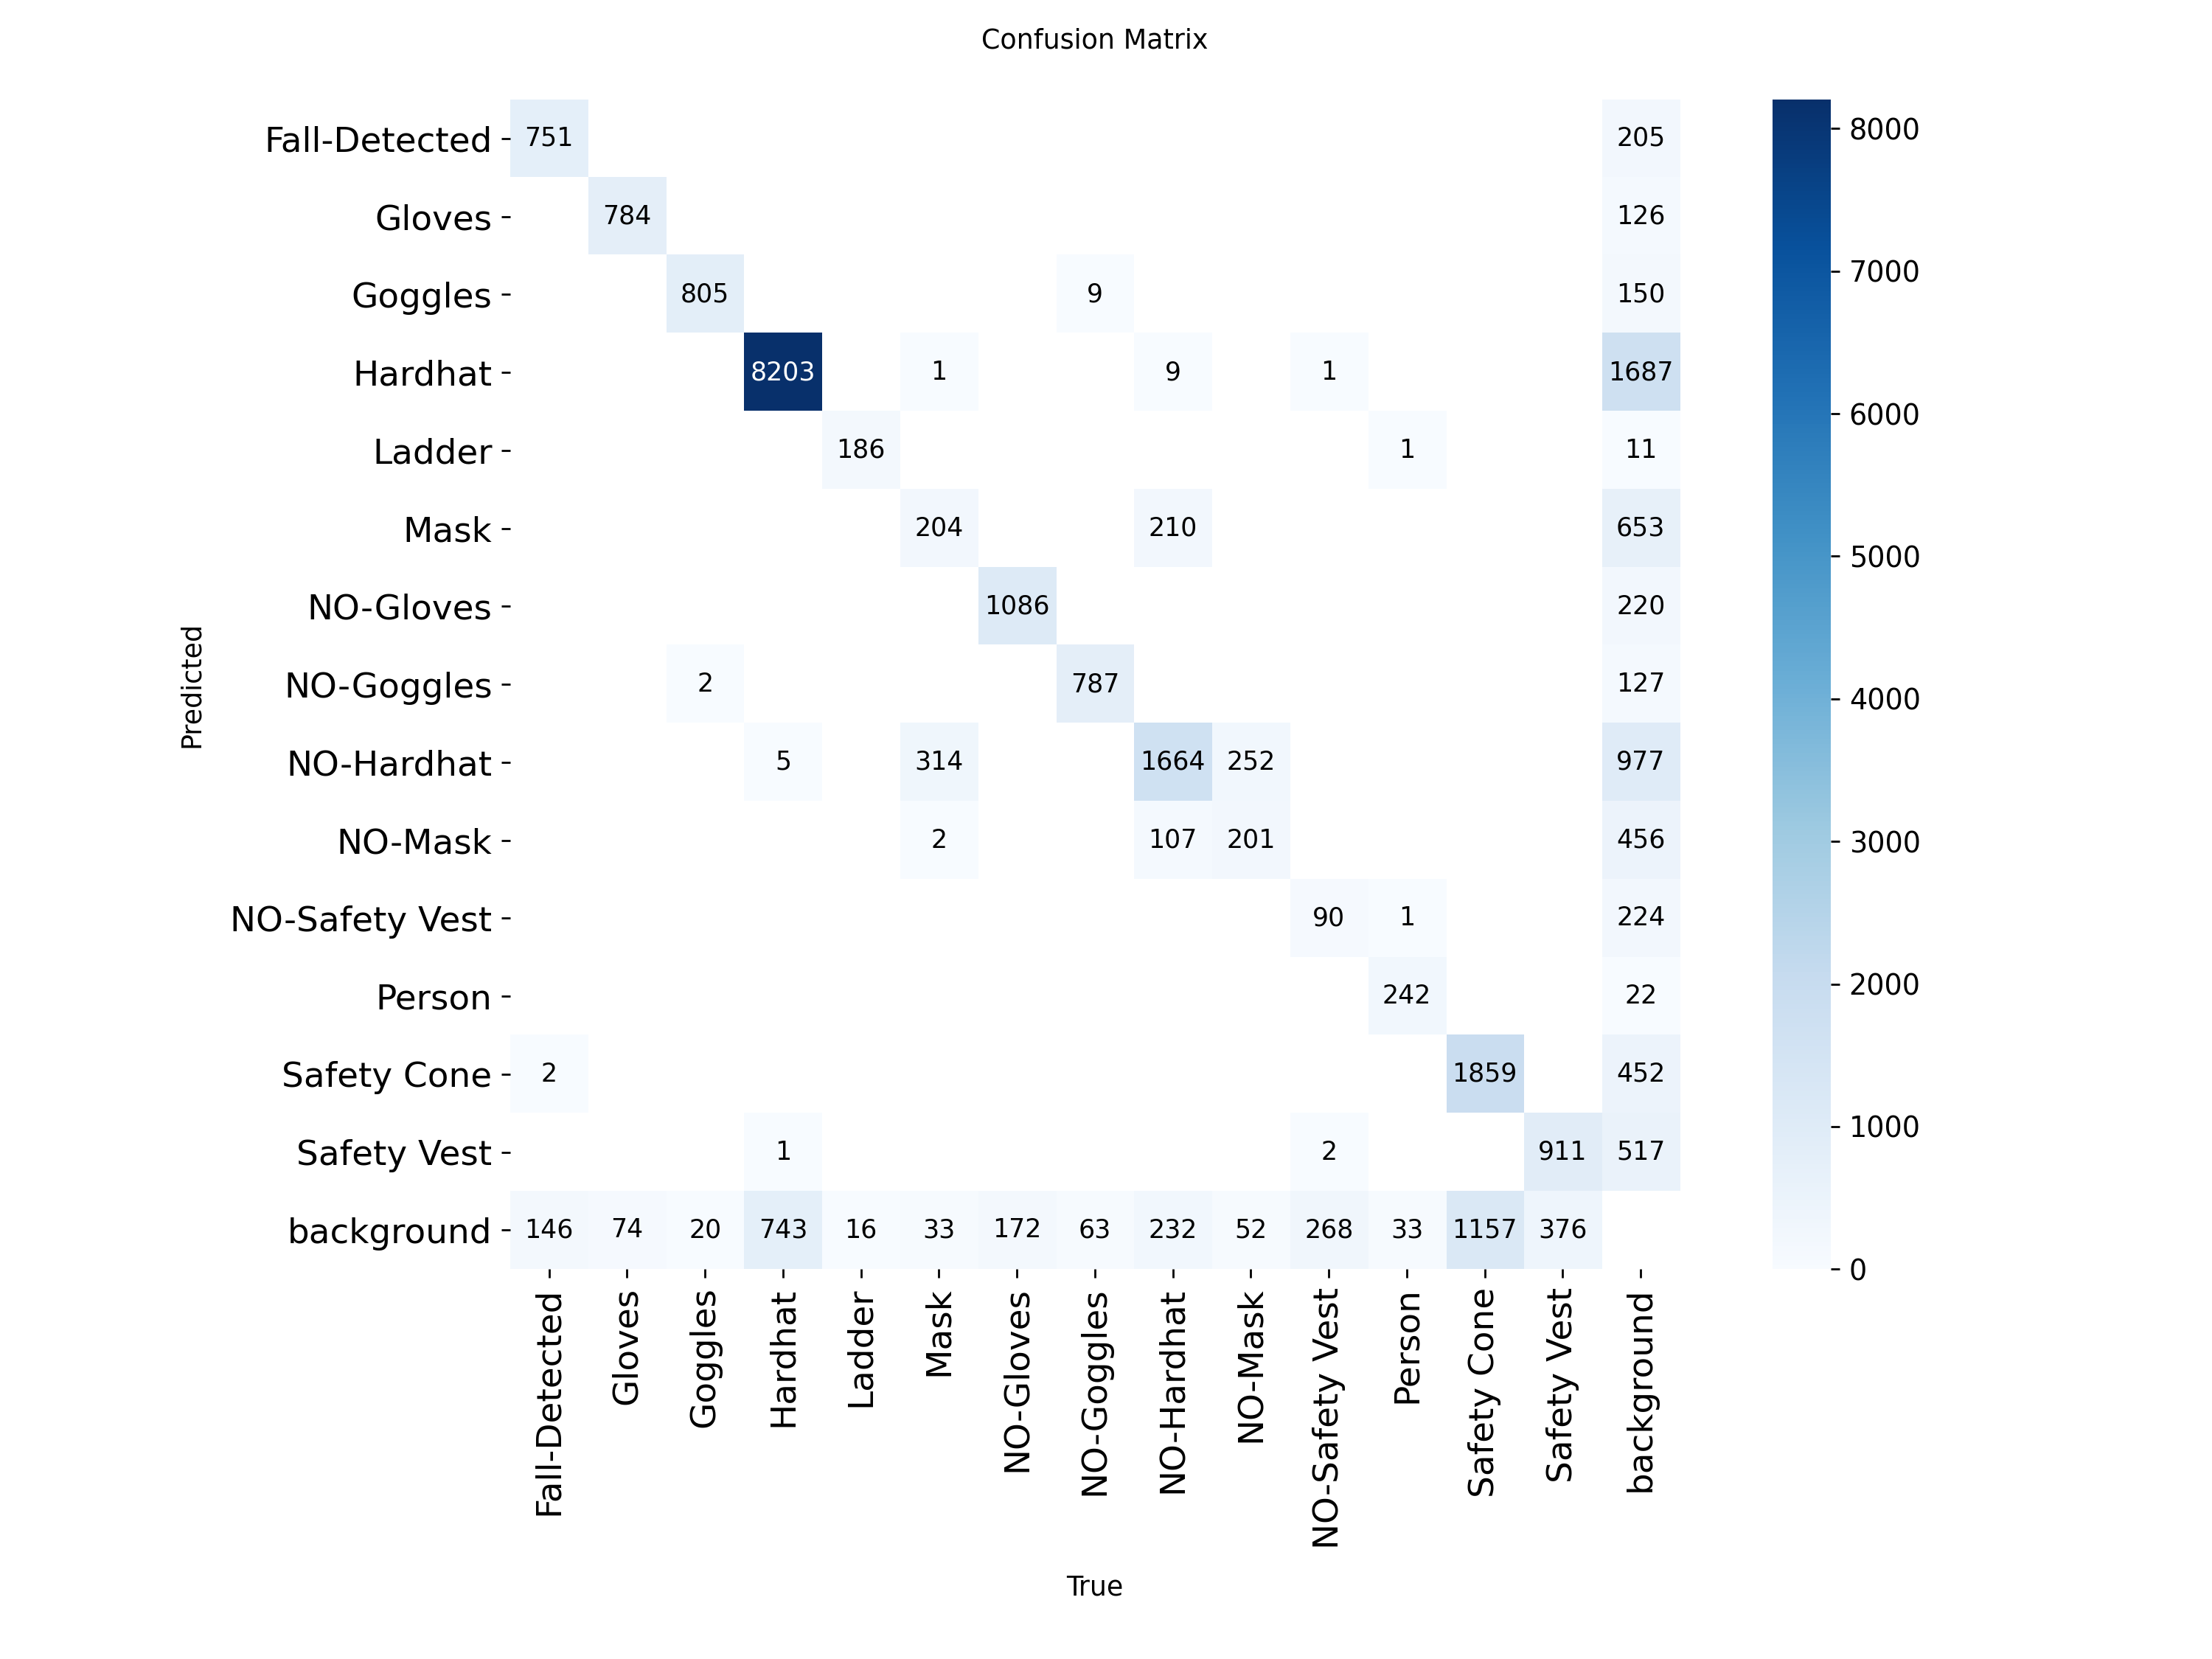 Confusion Matrix
Fall-Detected 751 205
Gloves 784 126
Goggles 805 9 150
Hardhat 8203 1 9 1 1687
Ladder 186 1 11
Mask 204 210 653
NO-Gloves 1086 220
NO-Goggles 2 787 127
NO-Hardhat 5 314 1664 252 977
NO-Mask 2 107 201 456
NO-Safety Vest 90 1 224
Person 242 22
Safety Cone 2 1859 452
Safety Vest 1 2 911 517
background 146 74 20 743 16 33 172 63 232 52 268 33 1157 376
Predicted
Fall-Detected
Gloves
Goggles
Hardhat
Ladder
Mask
NO-Gloves
NO-Goggles
NO-Hardhat
NO-Mask
NO-Safety Vest
Person
Safety Cone
Safety Vest
background
True
8000
7000
6000
5000
4000
3000
2000
1000
0